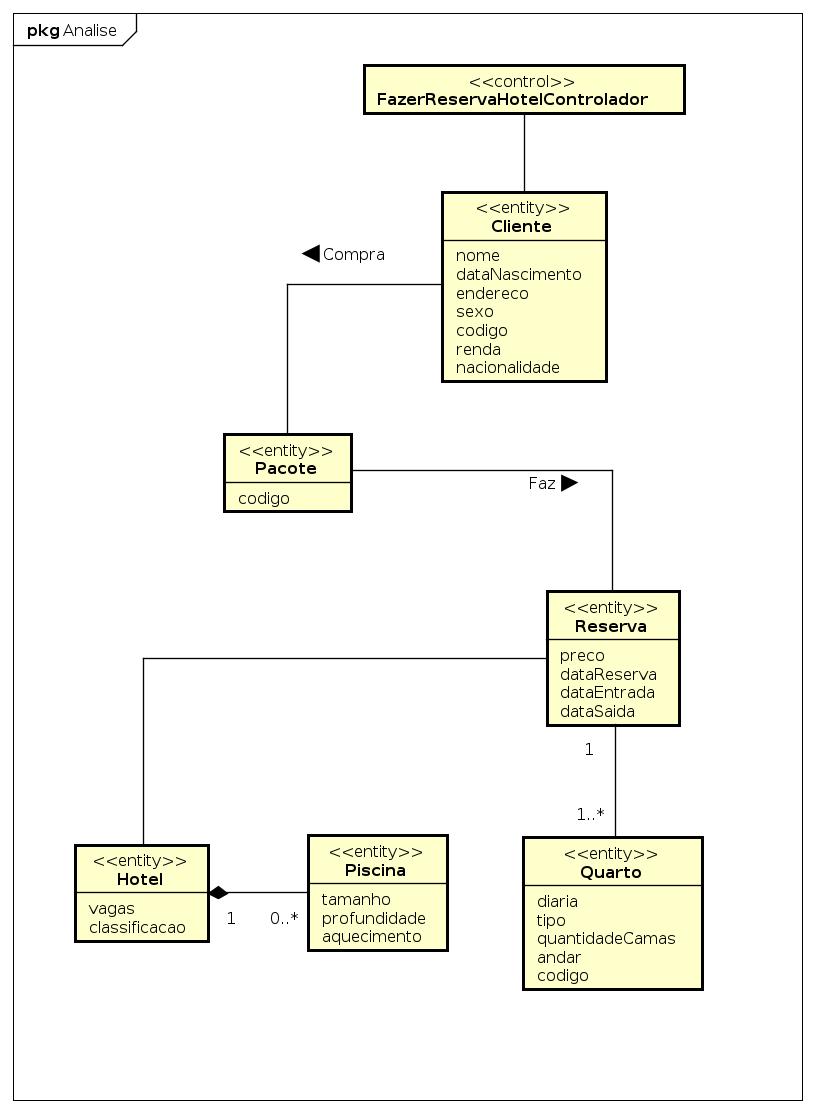 pkg Analise
<<control>>
FazerReservaHotelControlador
<<entity>>
Cliente
nome
dataNascimento
endereco
sexo
codigo
renda
nacionalidade
Compra
<<entity>>
Pacote
codigo
Faz
<<entity>>
Reserva
preco
dataReserva
dataEntrada
dataSaida
1
1..*
<<entity>>
Hotel
vagas
classificacao
1
0..*
<<entity>>
Piscina
tamanho
profundidade
aquecimento
<<entity>>
Quarto
diaria
tipo
quantidadeCamas
andar
codigo